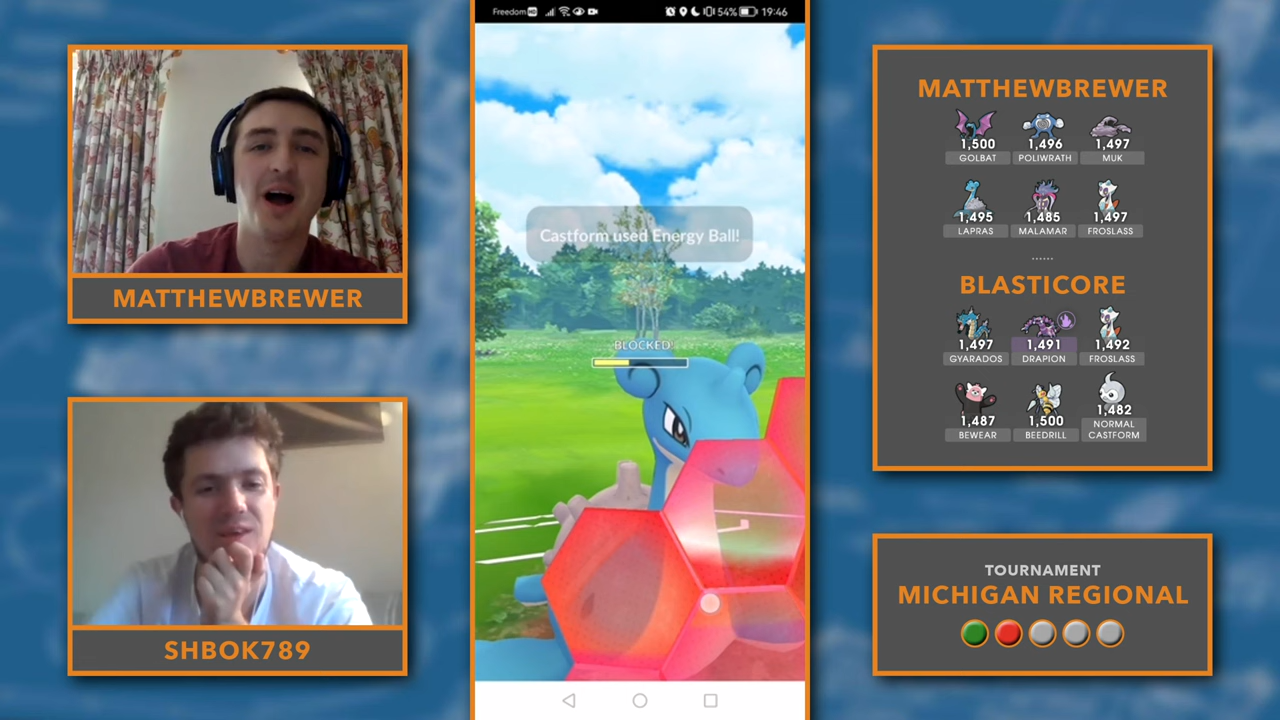 MATTHEWBREWER
SHBOK789
Freedom HD
54%
19:46
Castform used Energy Ball!
BLOCKED!
MATTHEWBREWER
1,500 1,496 1,497
GOLBAT POLIWRATH MUK
1,495 1,485 1,497
LAPRAS MALAMAR FROSLASS
......
BLASTICORE
1,497 1,491 1,492
GYARADOS DRAPION FROSLASS
1,487 1,500 1,482
BEWEAR BEEDRILL NORMAL CASTFORM
TOURNAMENT
MICHIGAN REGIONAL